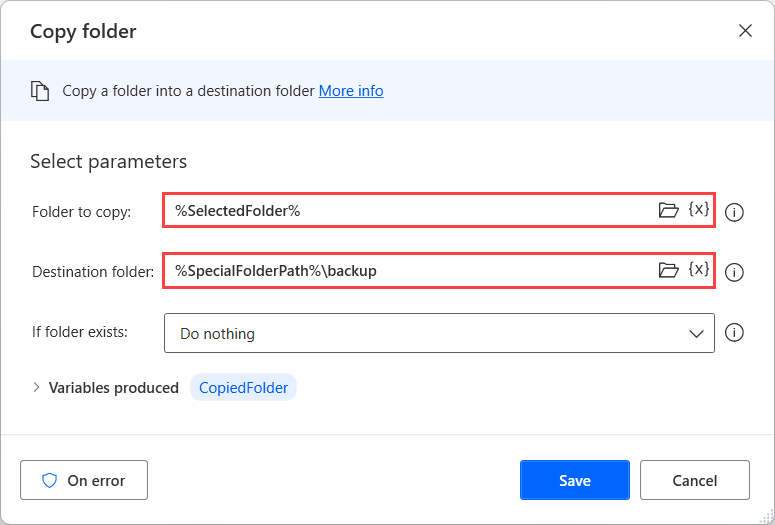 Copy folder
Copy a folder into a destination folder More info
Select parameters
Folder to copy: %SelectedFolder% {x}
Destination folder: %SpecialFolderPath%\backup {x}
If folder exists: Do nothing
Variables produced CopiedFolder
On error Save Cancel